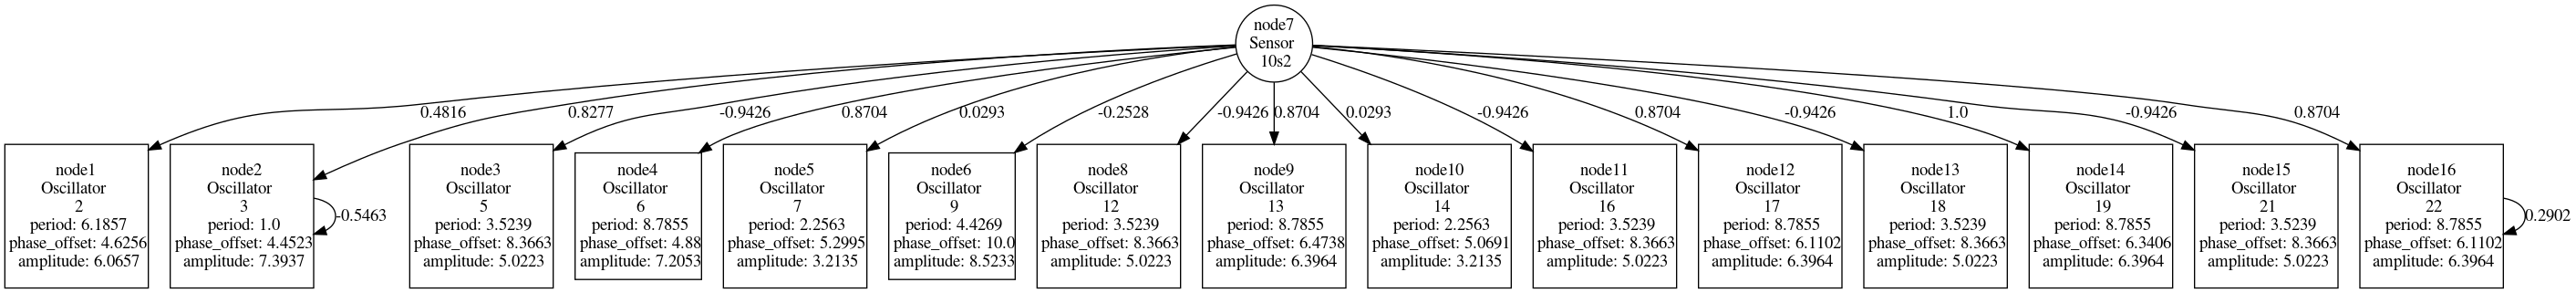 node7
Sensor
10s2
0.4816
0.8277
-0.9426
0.8704
0.0293
-0.2528
-0.9426
0.8704
0.0293
-0.9426
0.8704
-0.9426
1.0
-0.9426
0.8704
node1
Oscillator
2
period: 6.1857
phase_offset: 4.6256
amplitude: 6.0657
node2
Oscillator
3
period: 1.0
phase_offset: 4.4523
amplitude: 7.3937
-0.5463
node3
Oscillator
5
period: 3.5239
phase_offset: 8.3663
amplitude: 5.0223
node4
Oscillator
6
period: 8.7855
phase_offset: 4.88
amplitude: 7.2053
node5
Oscillator
7
period: 2.2563
phase_offset: 5.2995
amplitude: 3.2135
node6
Oscillator
9
period: 4.4269
phase_offset: 10.0
amplitude: 8.5233
node8
Oscillator
12
period: 3.5239
phase_offset: 8.3663
amplitude: 5.0223
node9
Oscillator
13
period: 8.7855
phase_offset: 6.4738
amplitude: 6.3964
node10
Oscillator
14
period: 2.2563
phase_offset: 5.0691
amplitude: 3.2135
node11
Oscillator
16
period: 3.5239
phase_offset: 8.3663
amplitude: 5.0223
node12
Oscillator
17
period: 8.7855
phase_offset: 6.1102
amplitude: 6.3964
node13
Oscillator
18
period: 3.5239
phase_offset: 8.3663
amplitude: 5.0223
node14
Oscillator
19
period: 8.7855
phase_offset: 6.3406
amplitude: 6.3964
node15
Oscillator
21
period: 3.5239
phase_offset: 8.3663
amplitude: 5.0223
node16
Oscillator
22
period: 8.7855
phase_offset: 6.1102
amplitude: 6.3964
0.2902